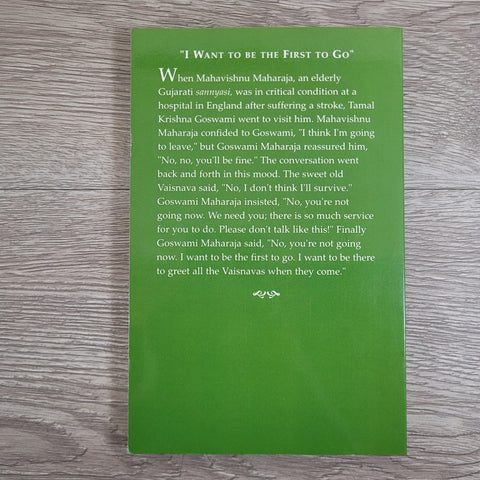 "I Want to be the First to Go"
When Mahavishnu Maharaja, an elderly
Gujarati sannyasi, was in critical condition at a
hospital in England after suffering a stroke, Tamal
Krishna Goswami went to visit him. Mahavishnu
Maharaja confided to Goswami, "I think I'm going
to leave," but Goswami Maharaja reassured him,
"No, no, you'll be fine." The conversation went
back and forth in this mood. The sweet old
Vaisnava said, "No, I don't think I'll survive."
Goswami Maharaja insisted, "No, you're not
going now. We need you; there is so much service
for you to do. Please don't talk like this!" Finally
Goswami Maharaja said, "No, you're not going
now. I want to be the first to go. I want to be there
to greet all the Vaisnavas when they come."